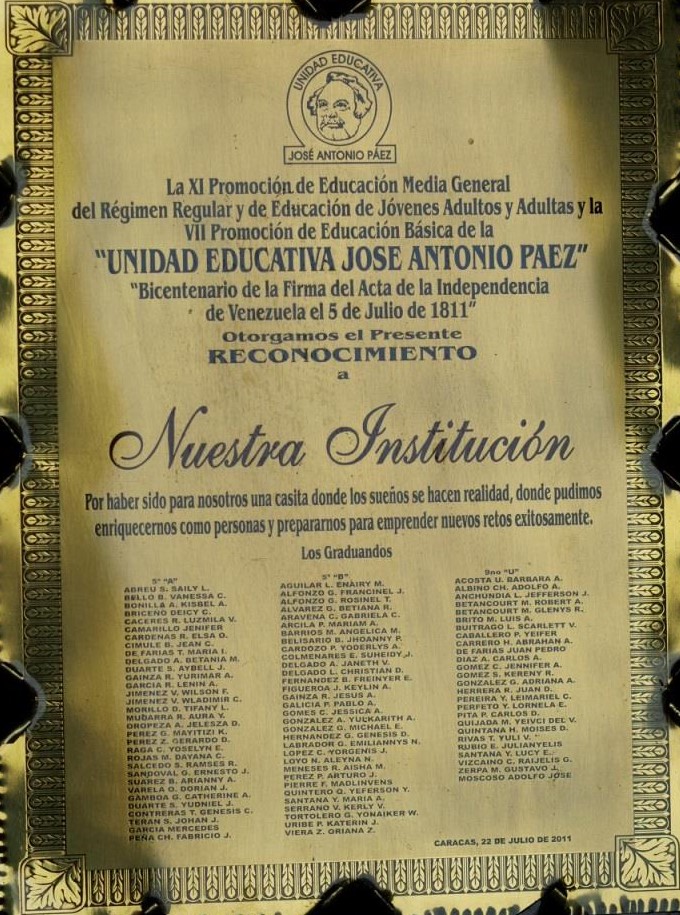 UNIDAD EDUCATIVA
JOSÉ ANTONIO PÁEZ
La XI Promoción de Educación Media General
del Régimen Regular y de Educación de Jóvenes Adultos y Adultas y la
VII Promoción de Educación Básica de la
"UNIDAD EDUCATIVA JOSE ANTONIO PAEZ"
"Bicentenario de la Firma del Acta de la Independencia
de Venezuela el 5 de Julio de 1811"
Otorgamos el Presente
RECONOCIMIENTO
a
Nuestra Institución
Por haber sido para nosotros una casita donde los sueños se hacen realidad, donde pudimos
enriquecernos como personas y prepararnos para emprender nuevos retos exitosamente.
Los Graduandos
5º "A"
ABREU S. SAILY L.
BELLO B. VANESSA C.
BONILLA A. KISBEL A.
BRICEÑO DEICY C.
CACERES R. LUZMILA V.
CAMARILLO JENIFER
CARDENAS R. ELSA O.
CIMULE B. JEAN C.
DE FARIAS T. MARIA I.
DELGADO A. BETANIA M.
DUARTE S. AYBELL J.
GAINZA R. YURIMAR A.
GARCIA R. LENIN A.
JIMENEZ V. WILSON F.
JIMENEZ V. WLADIMIR C.
MORILLO D. TIFANY L.
MUDARRA R. AURA Y.
OROPEZA A. JELESZA D.
PEREZ G. MAYITIZI K.
PEREZ Z. GERARDO D.
RAGA C. YOSELYN E.
ROJAS M. DAYANA C.
SALCEDO S. RAMSES R.
SANDOVAL O. ERNESTO J.
SUAREZ B. ARIANNY A.
VARELA O. DORIAN J.
GAMBOA G. CATHERINE A.
DUARTE S. YUDNIEL J.
CONTRERAS T. GENESIS C.
TERAN S. JOHAN J.
GARCIA MERCEDES
PEÑA CH. FABRICIO J.
5º "B"
AGUILAR L. ENAIRY M.
ALFONZO G. FRANCINEL J.
ALFONZO G. ROSINEL T.
ALVAREZ G. BETIANA R.
ARAVENA C. GABRIELA C.
ARCILA P. MARIAM A.
BARRIOS M. ANGELICA M.
BELISARIO B. JHOANNY P.
CARDOZO P. YODERLYS A.
COLMENARES E. SUHEIDY J.
DELGADO A. JANETH V.
DELGADO L. CHRISTIAN D.
FERNANDEZ B. FREINYER E.
FIGUEROA J. KEYLIN A.
GAINZA R. JESUS A.
GALICIA P. PABLO A.
GOMES C. JESSICA A.
GONZALEZ A. YULKARITH A.
GONZALEZ G. MICHAEL E.
HERNANDEZ G. GENESIS D.
LABRADOR G. EMILIANNYS N.
LOPEZ C. YORGENIS J.
LOYO N. ALEYNA N.
MENESES R. AISHA M.
PEREZ P. ARTURO J.
PIERRE F. MADLINVENS
QUINTERO Q. YEFERSON Y.
SANTANA Y. MARIA A.
SERRANO V. KERLY V.
TORTOLERO G. YONAIKER W.
URIBE P. KATERIN J.
VIERA Z. ORIANA Z.
9no "U"
ACOSTA U. BARBARA A.
ALBINO CH. ADOLFO A.
ANCHUNDIA L. JEFFERSON J.
BETANCOURT M. ROBERT A.
BETANCOURT M. GLENYS R.
BRITO M. LUIS A.
BUITRAGO L. SCARLETT V.
CABALLERO P. YEIFER
CARRERO H. ABRAHAN A.
DE FARIAS JUAN PEDRO
DIAZ A. CARLOS A.
GOMEZ C. JENNIFER A.
GOMEZ S. KERENY R.
GONZALEZ G. ADRIANA A.
HERRERA R. JUAN D.
PEREIRA Y. LEIMARIEL C.
PERFETO Y. LORNELA E.
PITA P. CARLOS D.
QUIJADA M. YEIVCI DEL V.
QUINTANA H. MOISES D.
RIVAS T. YULI V.
RUBIO E. JULIANYELIS
SANTANA Y. LUCY E.
VIZCAINO C. RAIJELIS G.
ZERPA M. GUSTAVO J.
MOSCOSO ADOLFO JOSE
CARACAS, 22 DE JULIO DE 2011